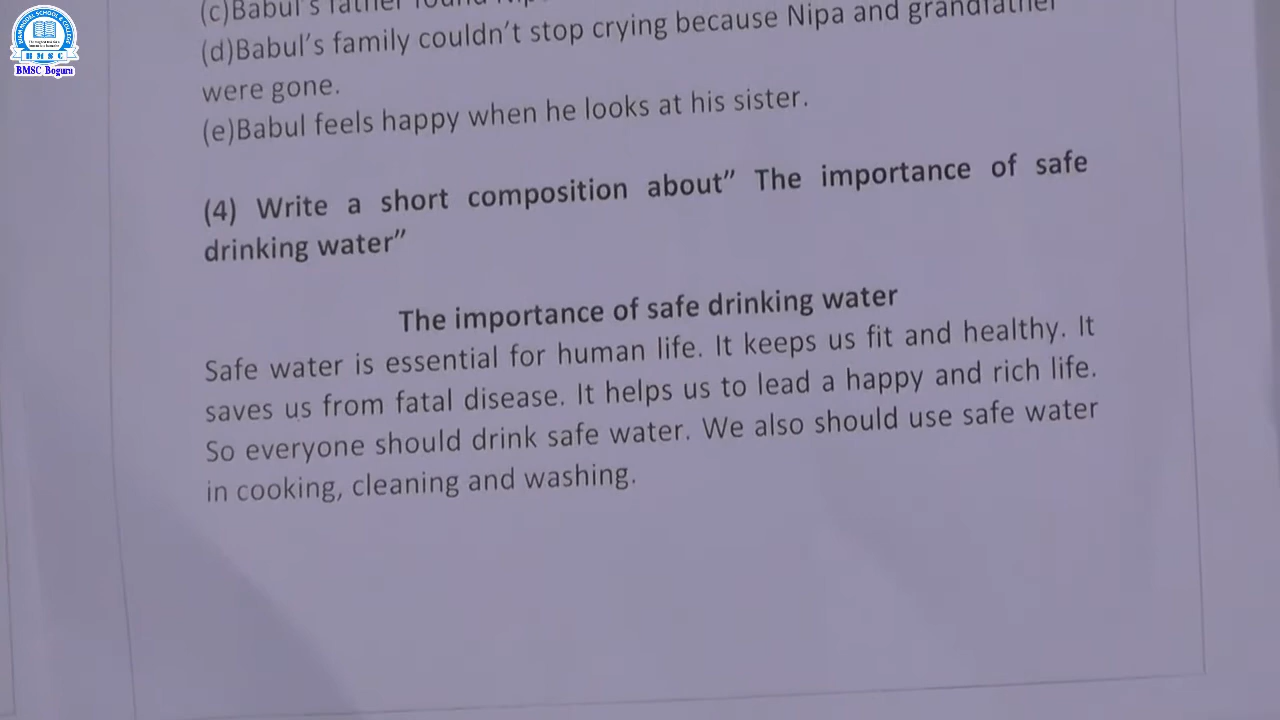 BMSC Boguru
(c)Babul's father found
(d)Babul's family couldn't stop crying because Nipa and grandfather
were gone.
(e)Babul feels happy when he looks at his sister.
(4) Write a short composition about” The importance of safe
drinking water”
The importance of safe drinking water
Safe water is essential for human life. It keeps us fit and healthy. It
saves us from fatal disease. It helps us to lead a happy and rich life.
So everyone should drink safe water. We also should use safe water
in cooking, cleaning and washing.